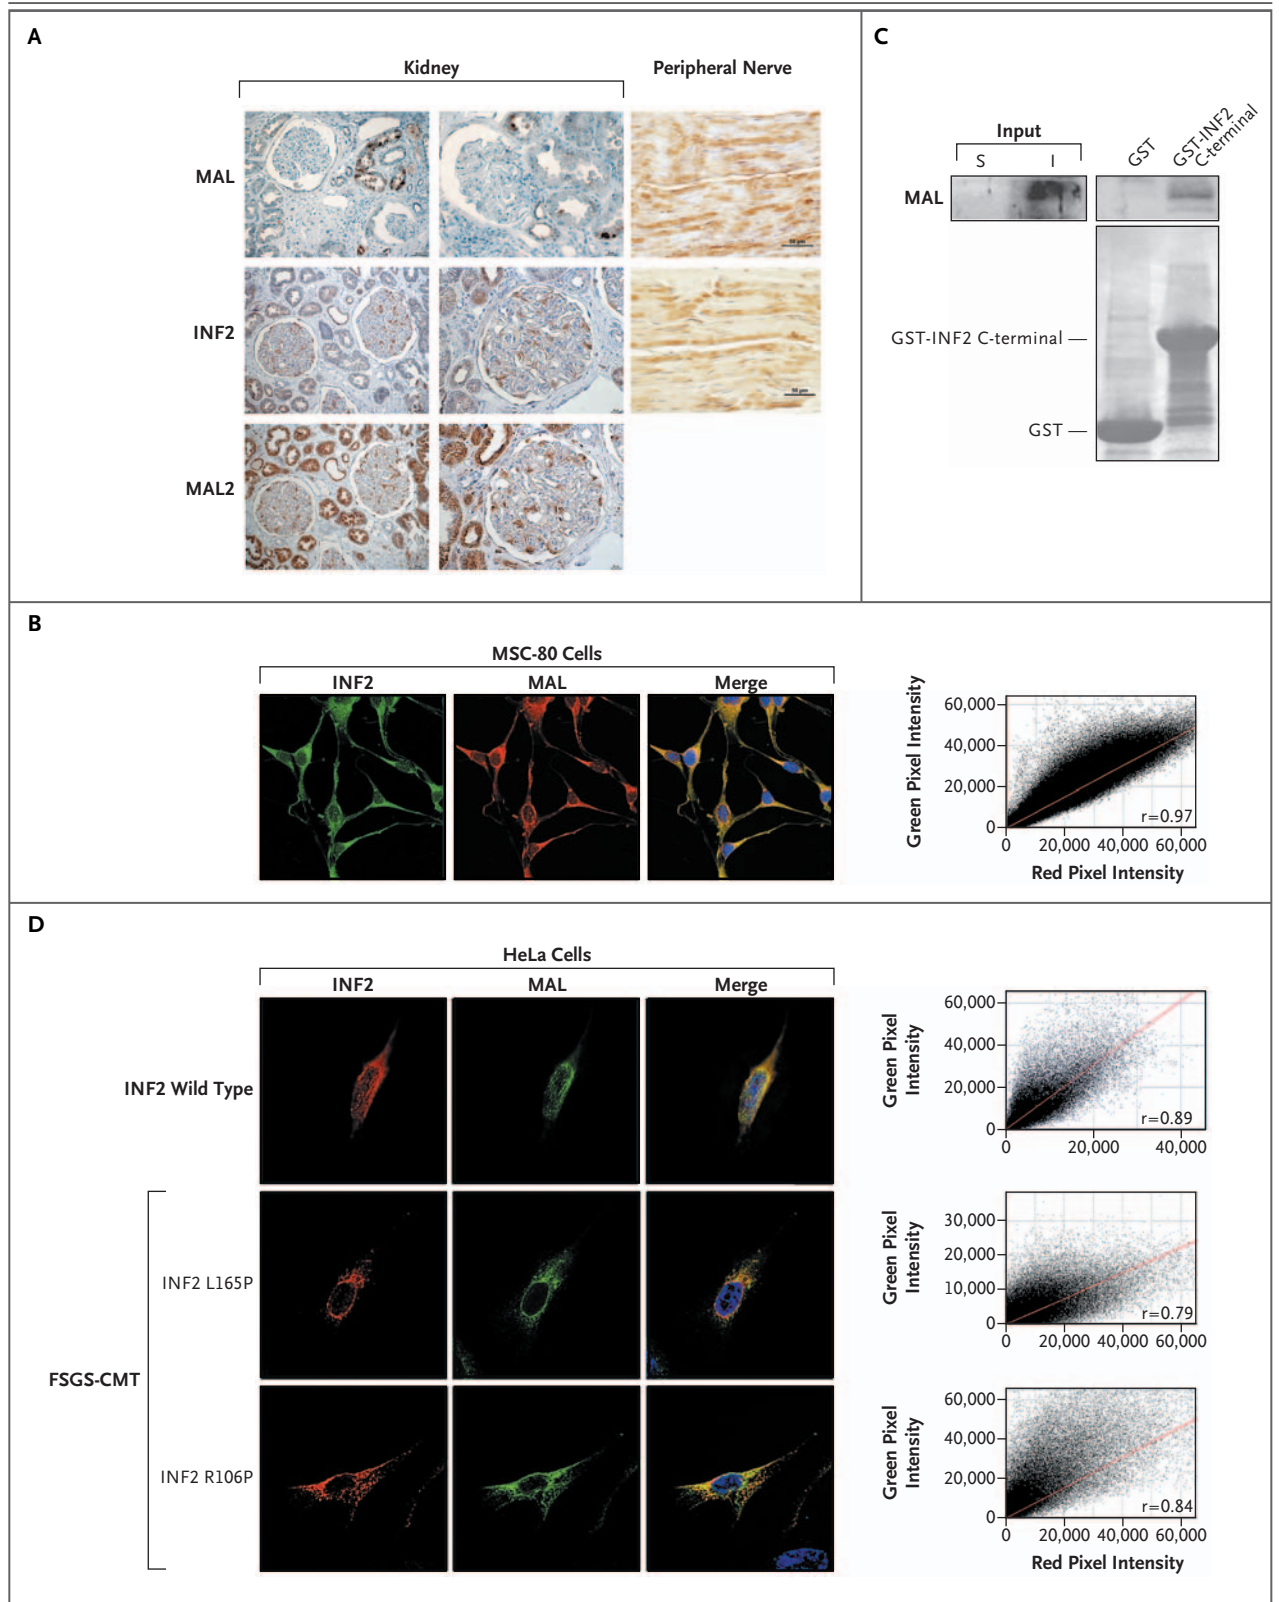 A
Kidney
Peripheral Nerve
MAL
50 µm
INF2
50 µm
MAL2
C
Input
S
I
GST
GST-INF2
C-terminal
MAL
GST-INF2 C-terminal
GST
B
MSC-80 Cells
INF2
MAL
Merge
Green Pixel Intensity
60,000
40,000
20,000
0
r=0.97
0
20,000
40,000
60,000
Red Pixel Intensity
D
HeLa Cells
INF2
MAL
Merge
INF2 Wild Type
Green Pixel
Intensity
60,000
40,000
20,000
0
r=0.89
0
20,000
40,000
FSGS-CMT
INF2 L165P
Green Pixel
Intensity
30,000
20,000
10,000
0
r=0.79
0
20,000
40,000
60,000
INF2 R106P
Green Pixel
Intensity
60,000
40,000
20,000
0
r=0.84
0
20,000
40,000
60,000
Red Pixel Intensity